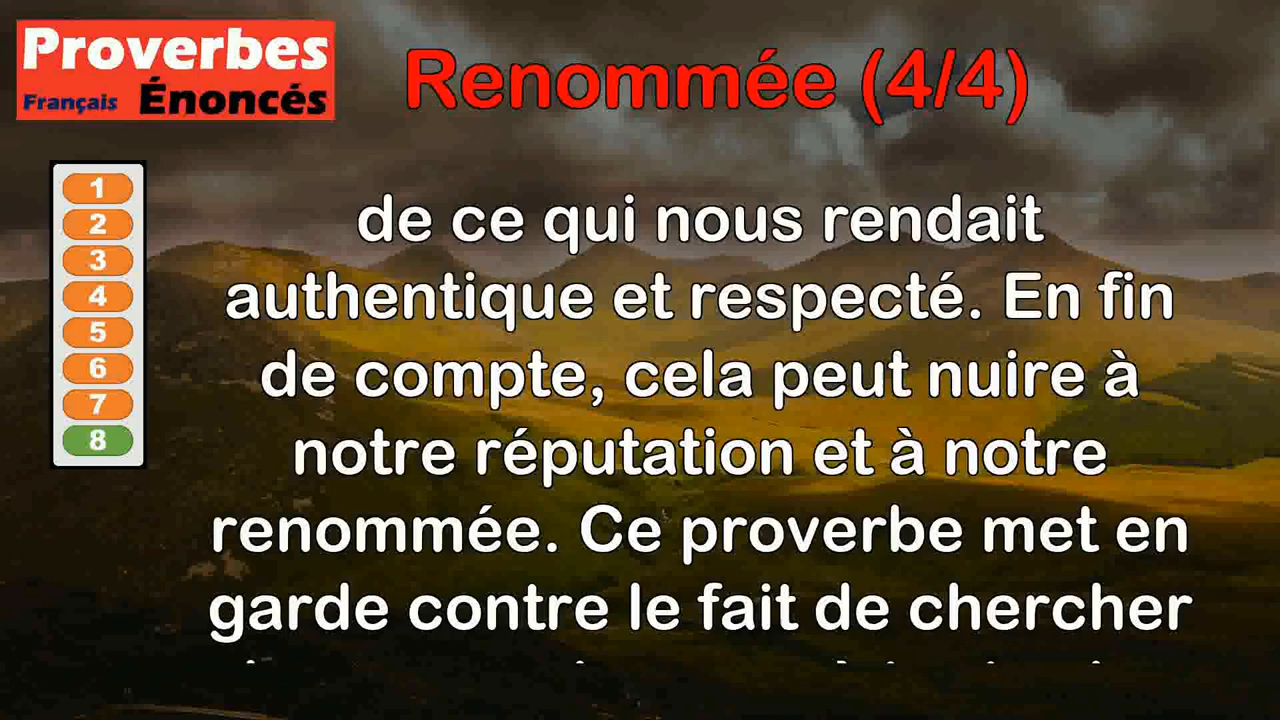 Proverbes
Français Énoncés
Renommée (4/4)
1
2
3
4
5
6
7
8
de ce qui nous rendait
authentique et respecté. En fin
de compte, cela peut nuire à
notre réputation et à notre
renommée. Ce proverbe met en
garde contre le fait de chercher